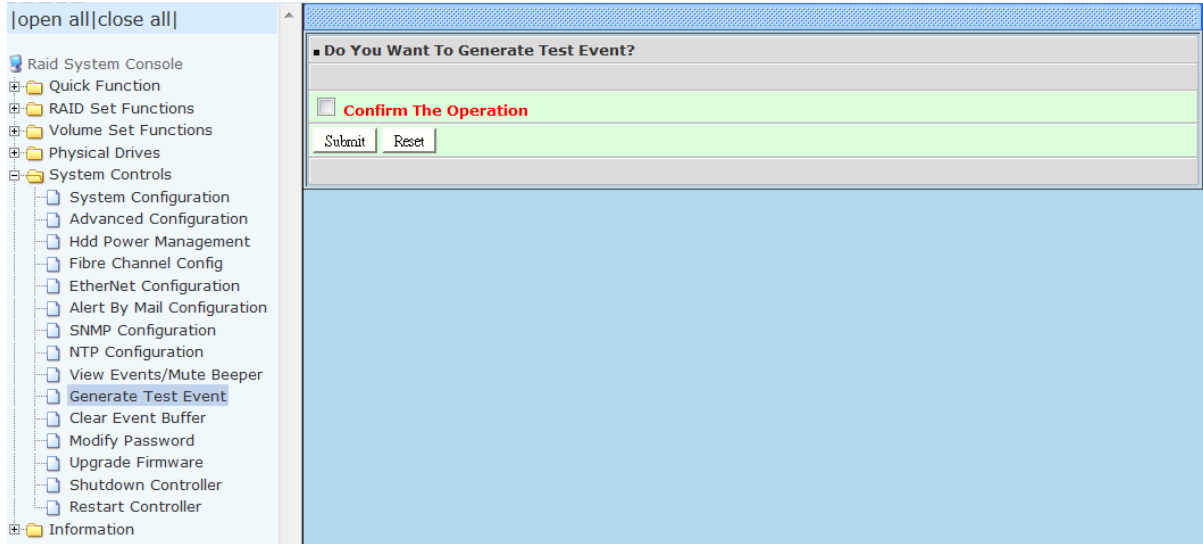 |open all|close all|
Raid System Console
Quick Function
RAID Set Functions
Volume Set Functions
Physical Drives
System Controls
System Configuration
Advanced Configuration
Hdd Power Management
Fibre Channel Config
EtherNet Configuration
Alert By Mail Configuration
SNMP Configuration
NTP Configuration
View Events/Mute Beeper
Generate Test Event
Clear Event Buffer
Modify Password
Upgrade Firmware
Shutdown Controller
Restart Controller
Information
Do You Want To Generate Test Event?
Confirm The Operation
Submit Reset